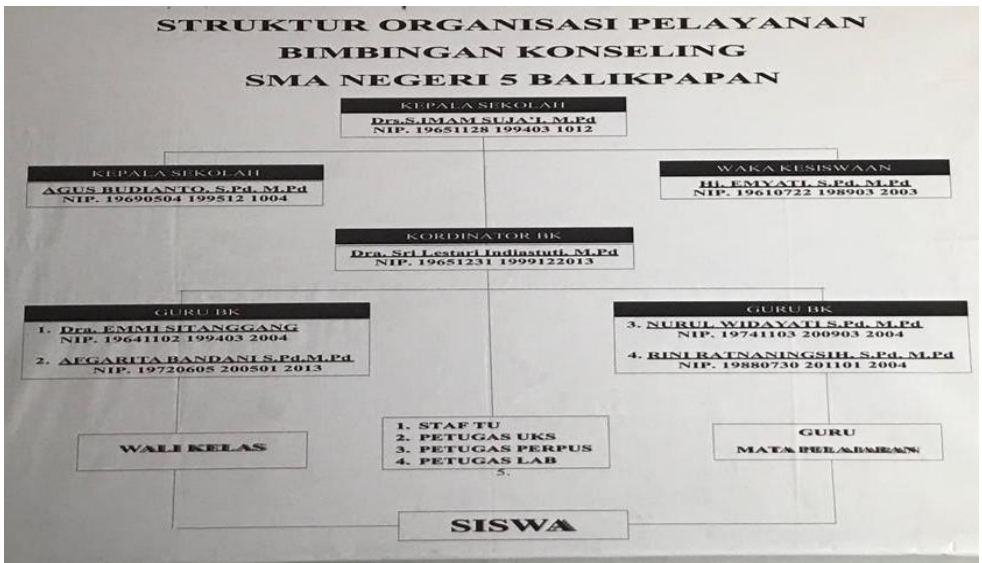 STRUKTUR ORGANISASI PELAYANAN
BIMBINGAN KONSELING
SMA NEGERI 5 BALIKPAPAN
KEPALA SEKOLAH
Drs.S.IMAM SUJA'I, M.Pd
NIP. 19651128 199403 1012
KEPALA SEKOLAH
AGUS BUDIANTO, S.Pd, M.Pd
NIP. 19690504 199512 1004
WAKA KESISWAAN
Hj. EMYATI, S.Pd, M.Pd
NIP. 19610722 198903 2003
KORDINATOR BK
Dra. Sri Lestari Indiastuti, M.Pd
NIP. 19651231 1999122013
GURU BK
1. Dra. EMMI SITANGGANG
NIP. 19641102 199403 2004
2. AFGARITA BANDANI S.Pd,M.Pd
NIP. 19720605 200501 2013
GURU BK
3. NURUL WIDAYATI S.Pd, M.Pd
NIP. 19741103 200903 2004
4. RINI RATNANINGSIH, S.Pd, M.Pd
NIP. 19880730 201101 2004
WALI KELAS
1. STAF TU
2. PETUGAS UKS
3. PETUGAS PERPUS
4. PETUGAS LAB
5.
GURU
MATA PELAJARAN
SISWA